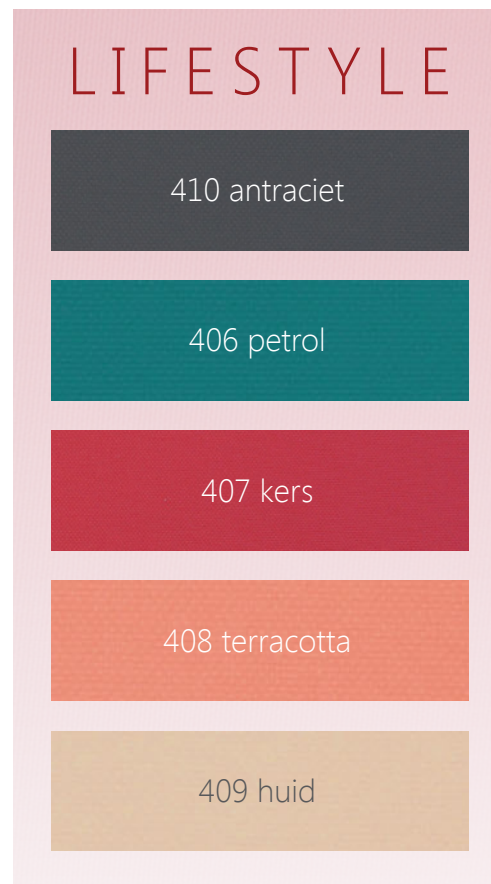 LIFESTYLE
410 antraciet
406 petrol
407 kers
408 terracotta
409 huid